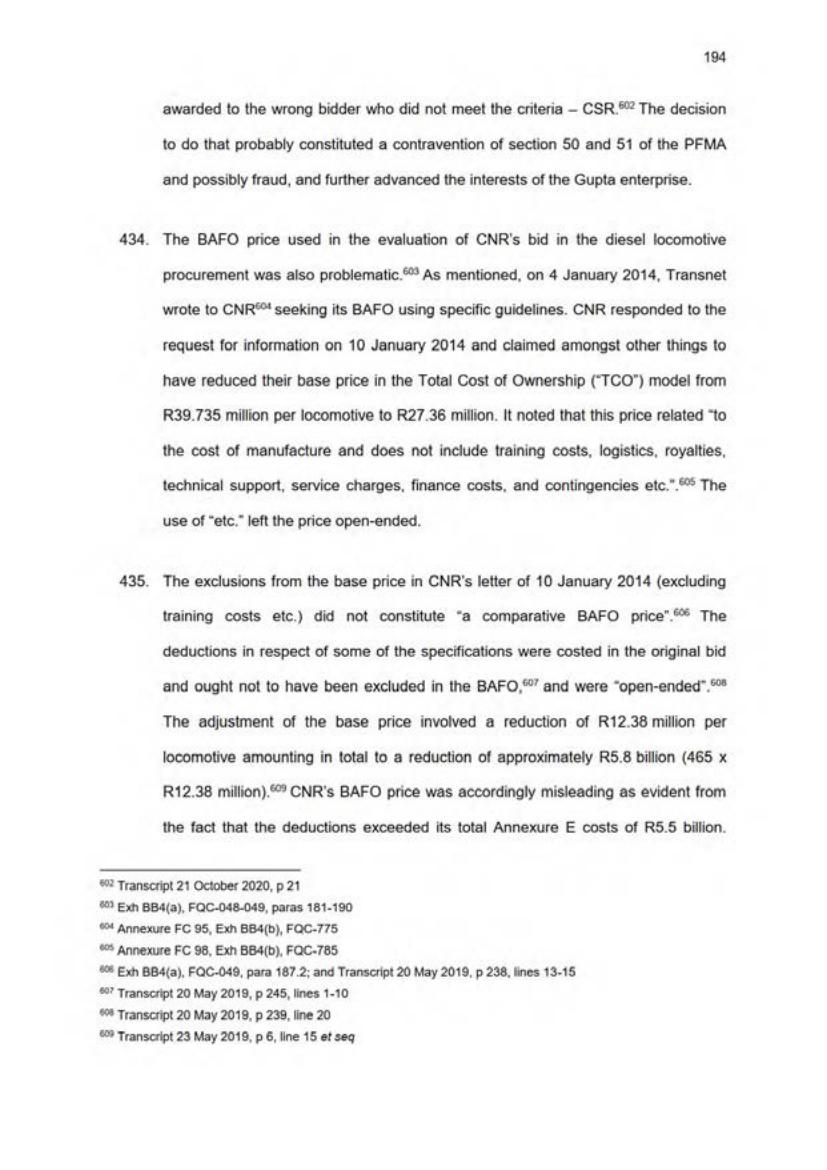 194
awarded to the wrong bidder who did not meet the criteria – CSR.602 The decision
to do that probably constituted a contravention of section 50 and 51 of the PFMA
and possibly fraud, and further advanced the interests of the Gupta enterprise.
434. The BAFO price used in the evaluation of CNR's bid in the diesel locomotive
procurement was also problematic.603 As mentioned, on 4 January 2014, Transnet
wrote to CNR604 seeking its BAFO using specific guidelines. CNR responded to the
request for information on 10 January 2014 and claimed amongst other things to
have reduced their base price in the Total Cost of Ownership ("TCO") model from
R39.735 million per locomotive to R27.36 million. It noted that this price related "to
the cost of manufacture and does not include training costs, logistics, royalties,
technical support, service charges, finance costs, and contingencies etc.".605 The
use of "etc." left the price open-ended.
435. The exclusions from the base price in CNR's letter of 10 January 2014 (excluding
training costs etc.) did not constitute "a comparative BAFO price".606 The
deductions in respect of some of the specifications were costed in the original bid
and ought not to have been excluded in the BAFO,607 and were "open-ended".608
The adjustment of the base price involved a reduction of R12.38 million per
locomotive amounting in total to a reduction of approximately R5.8 billion (465 x
R12.38 million).609 CNR's BAFO price was accordingly misleading as evident from
the fact that the deductions exceeded its total Annexure E costs of R5.5 billion.
602 Transcript 21 October 2020, p 21
603 Exh BB4(a), FQC-048-049, paras 181-190
604 Annexure FC 95, Exh BB4(b), FQC-775
605 Annexure FC 98, Exh BB4(b), FQC-785
606 Exh BB4(a), FQC-049, para 187.2; and Transcript 20 May 2019, p 238, lines 13-15
607 Transcript 20 May 2019, p 245, lines 1-10
608 Transcript 20 May 2019, p 239, line 20
609 Transcript 23 May 2019, p 6, line 15 et seq